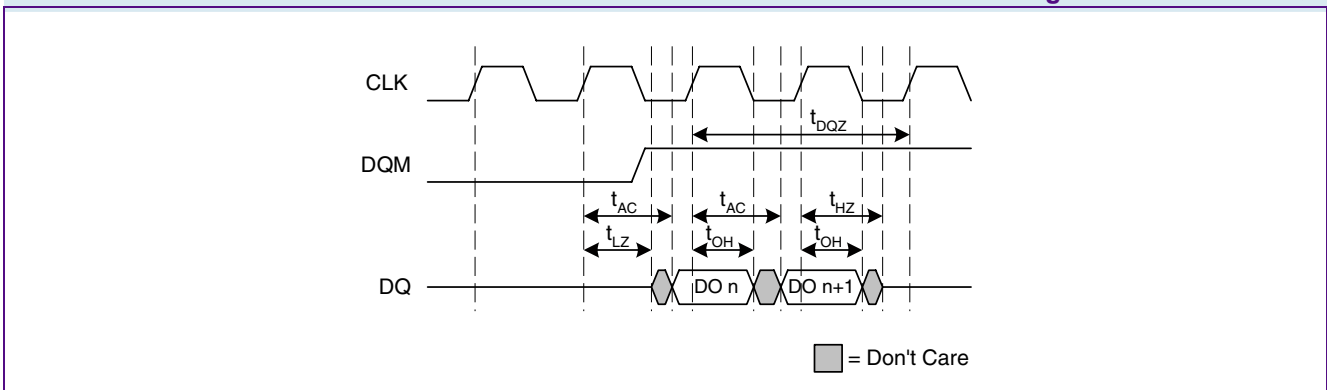 CLK
t_DQZ
DQM
t_AC t_AC t_HZ
t_LZ t_OH t_OH
DQ DO n DO n+1
= Don't Care